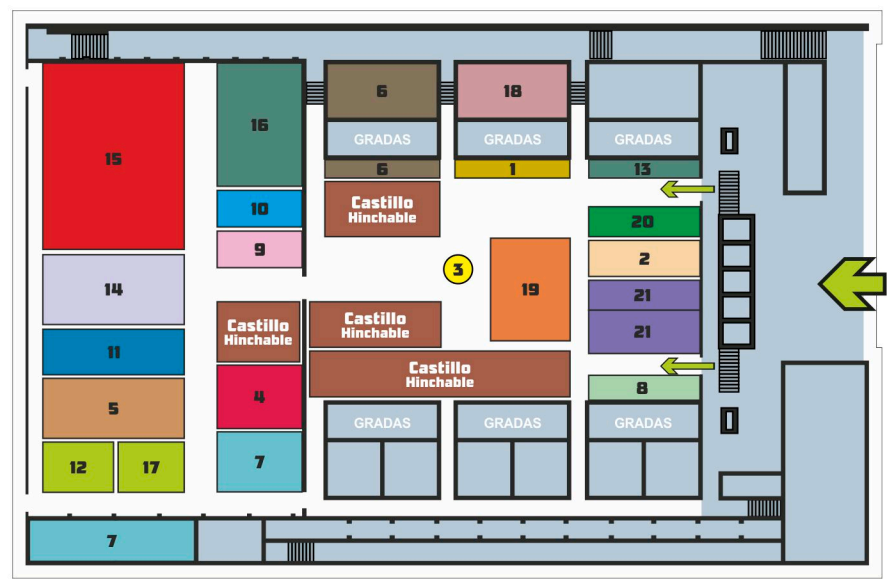 6
18
16
15
GRADAS
GRADAS
GRADAS
6
1
13
10
Castillo
Hinchable
20
9
2
3
14
19
21
21
Castillo
Hinchable
Castillo
Hinchable
11
Castillo
Hinchable
8
4
5
GRADAS
GRADAS
GRADAS
12
17
7
7